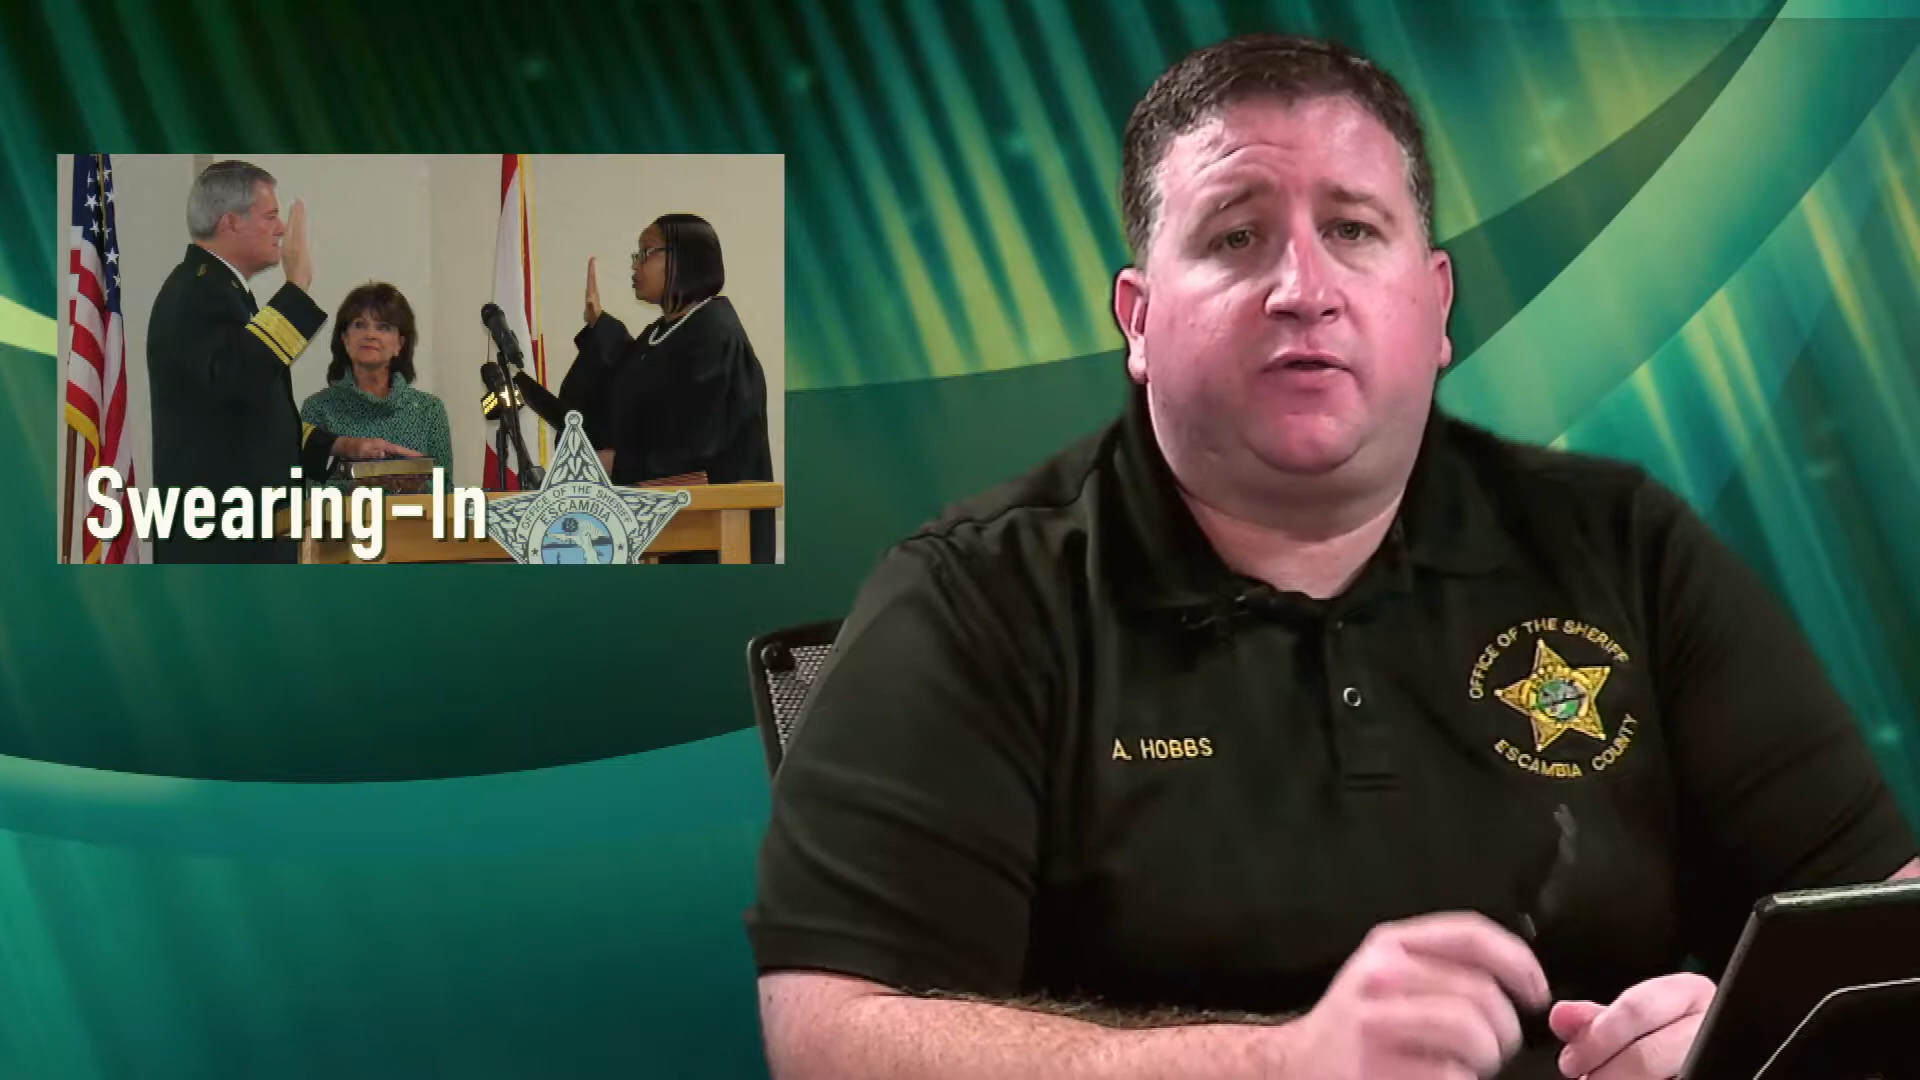 Swearing-In
OFFICE OF THE SHERIFF
ESCAMBIA
A. HOBBS
OFFICE OF THE SHERIFF
ESCAMBIA COUNTY